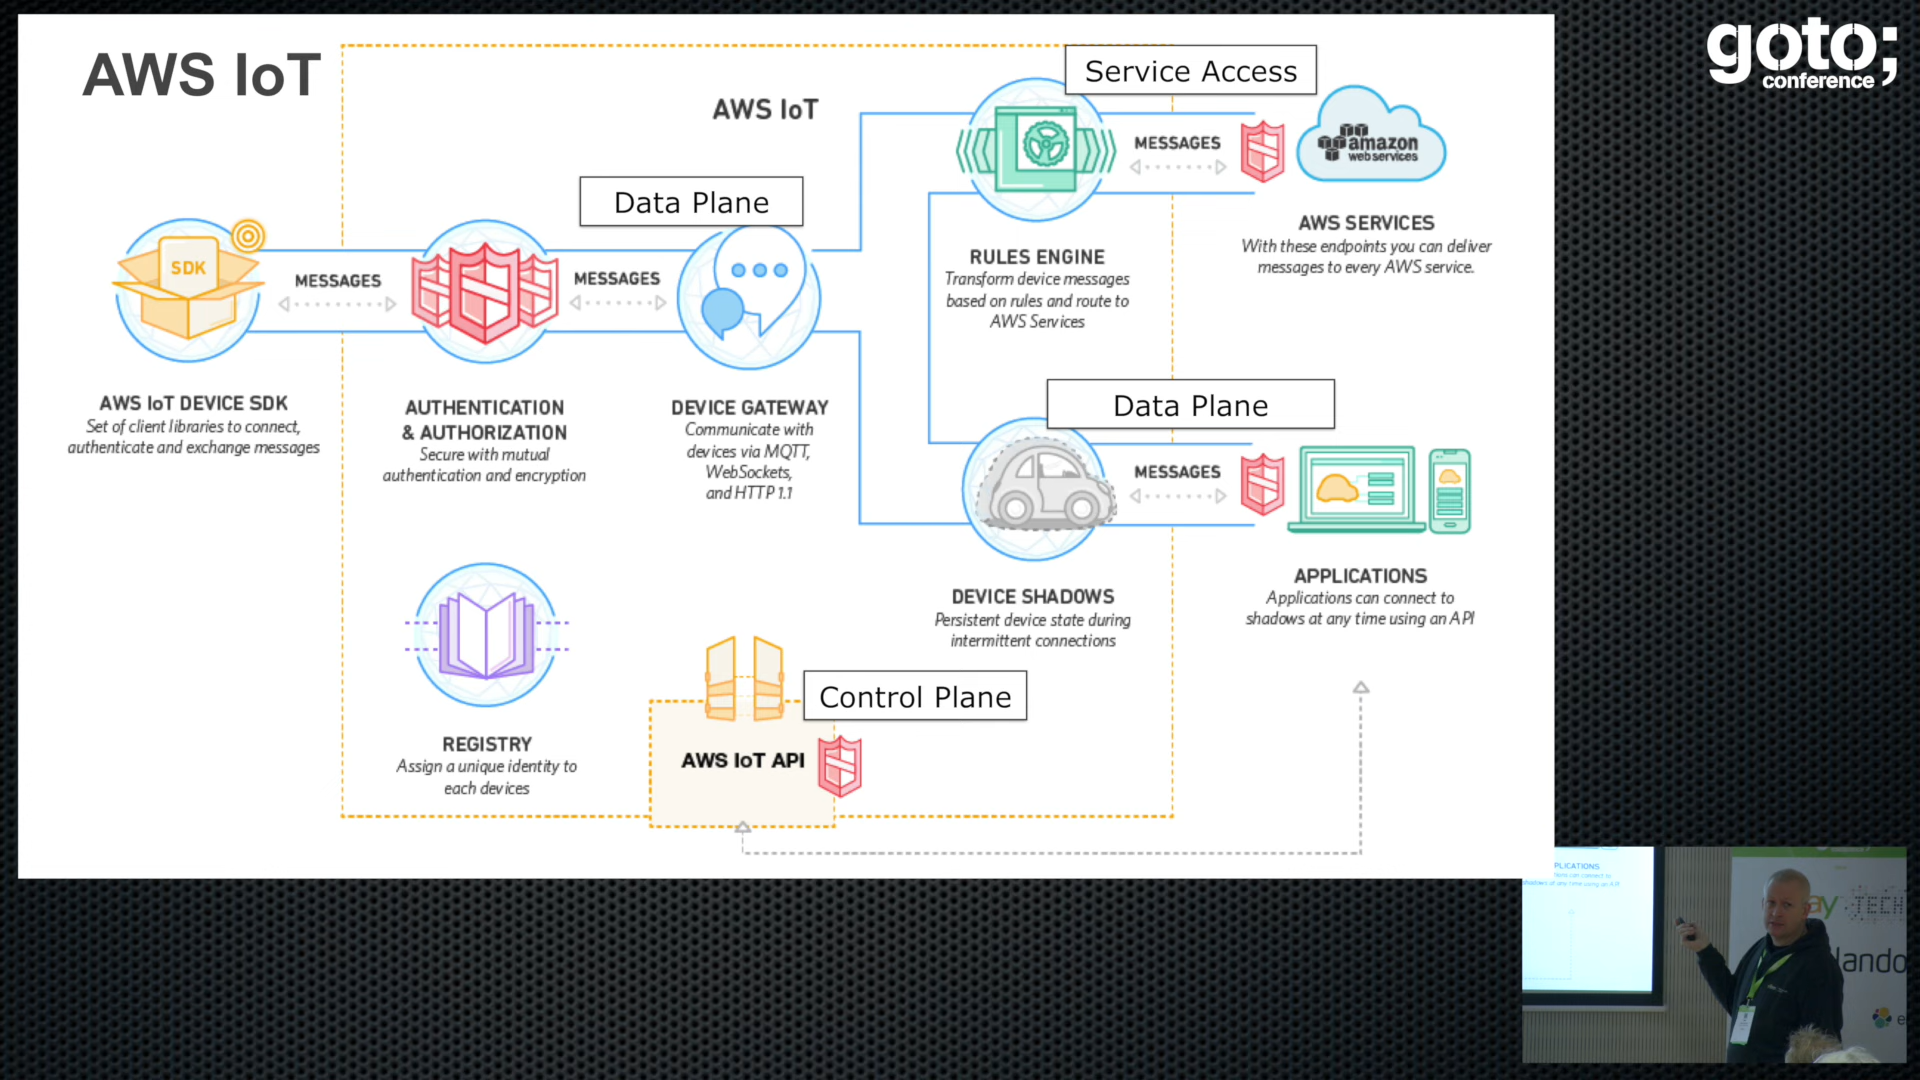 AWS IoT
AWS IoT
Service Access
Data Plane
SDK
MESSAGES
MESSAGES
MESSAGES
amazon
webservices
AWS SERVICES
With these endpoints you can deliver
messages to every AWS service.
RULES ENGINE
Transform device messages
based on rules and route to
AWS Services
AWS IoT DEVICE SDK
Set of client libraries to connect,
authenticate and exchange messages
AUTHENTICATION
& AUTHORIZATION
Secure with mutual
authentication and encryption
DEVICE GATEWAY
Communicate with
devices via MQTT,
WebSockets,
and HTTP 1.1
Data Plane
MESSAGES
DEVICE SHADOWS
Persistent device state during
intermittent connections
APPLICATIONS
Applications can connect to
shadows at any time using an API
REGISTRY
Assign a unique identity to
each devices
Control Plane
AWS IoT API
goto;
conference
PLICATIONS
ay TECH
lando